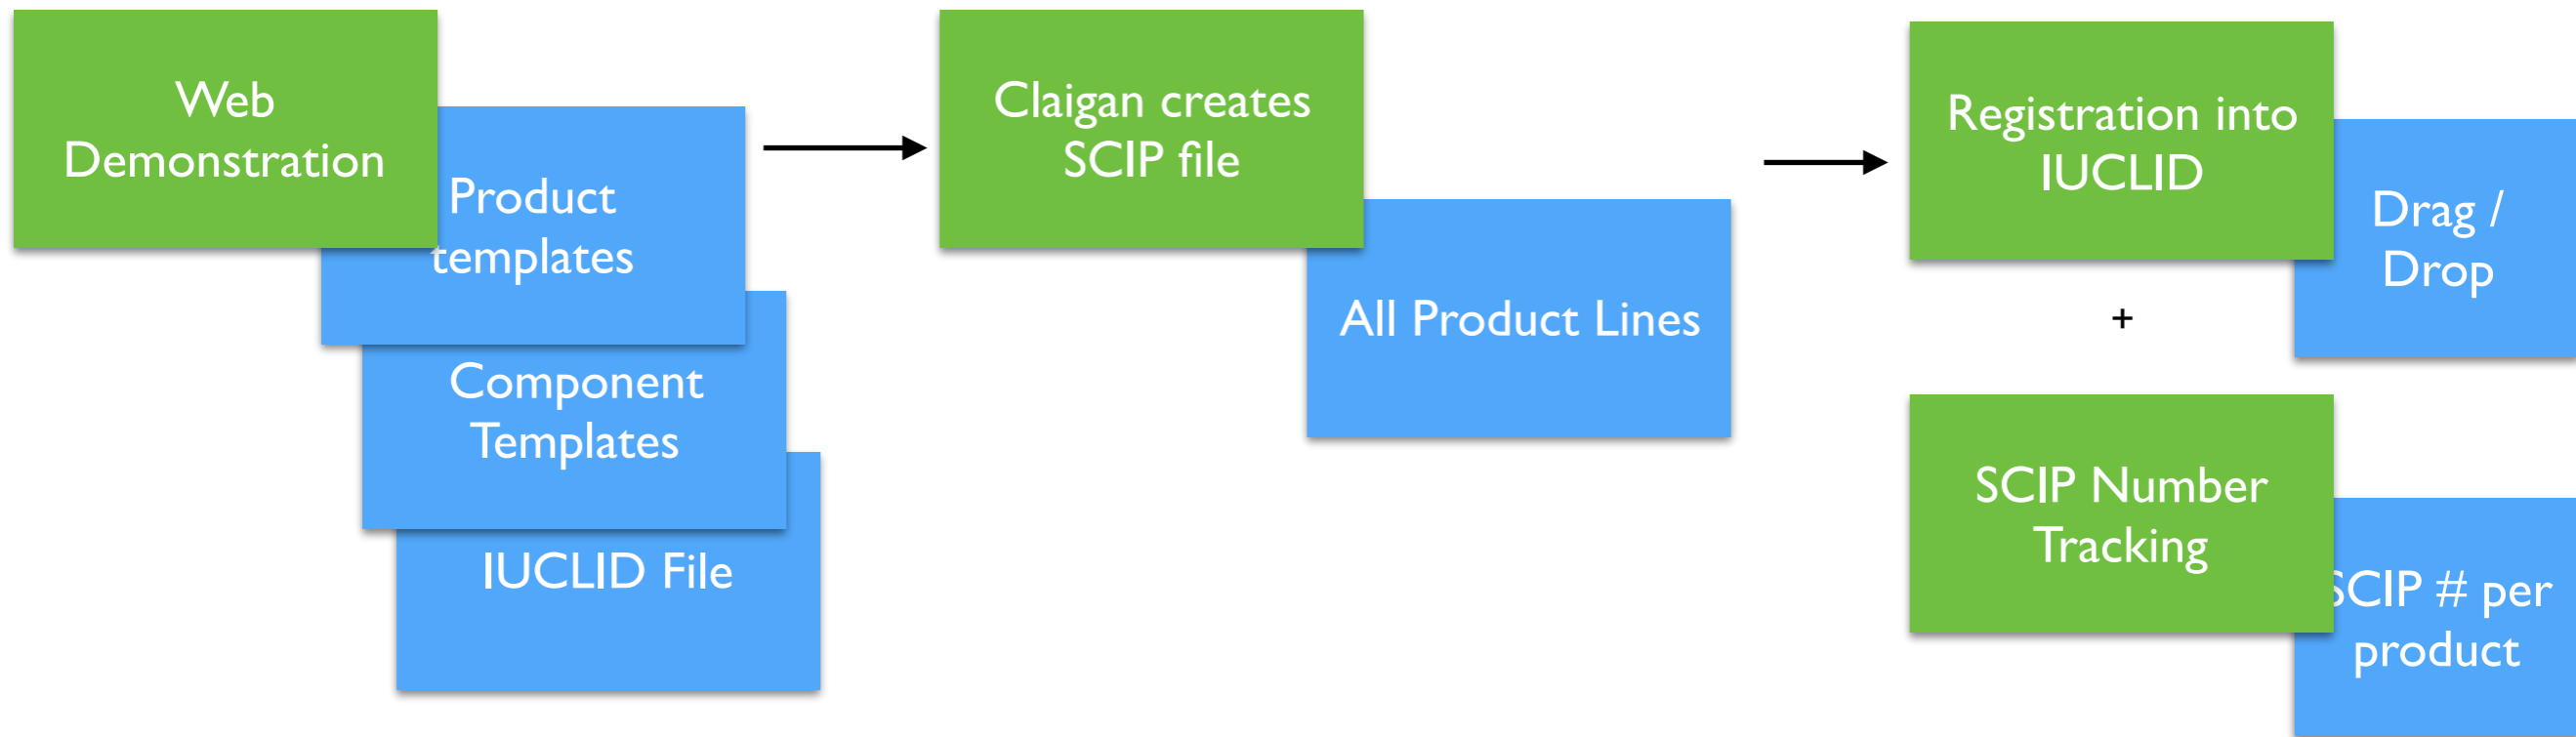 Web
Demonstration
Product
templates
Component
Templates
IUCLID File
Claigan creates
SCIP file
All Product Lines
Registration into
IUCLID
Drag /
Drop
+
SCIP Number
Tracking
SCIP # per
product